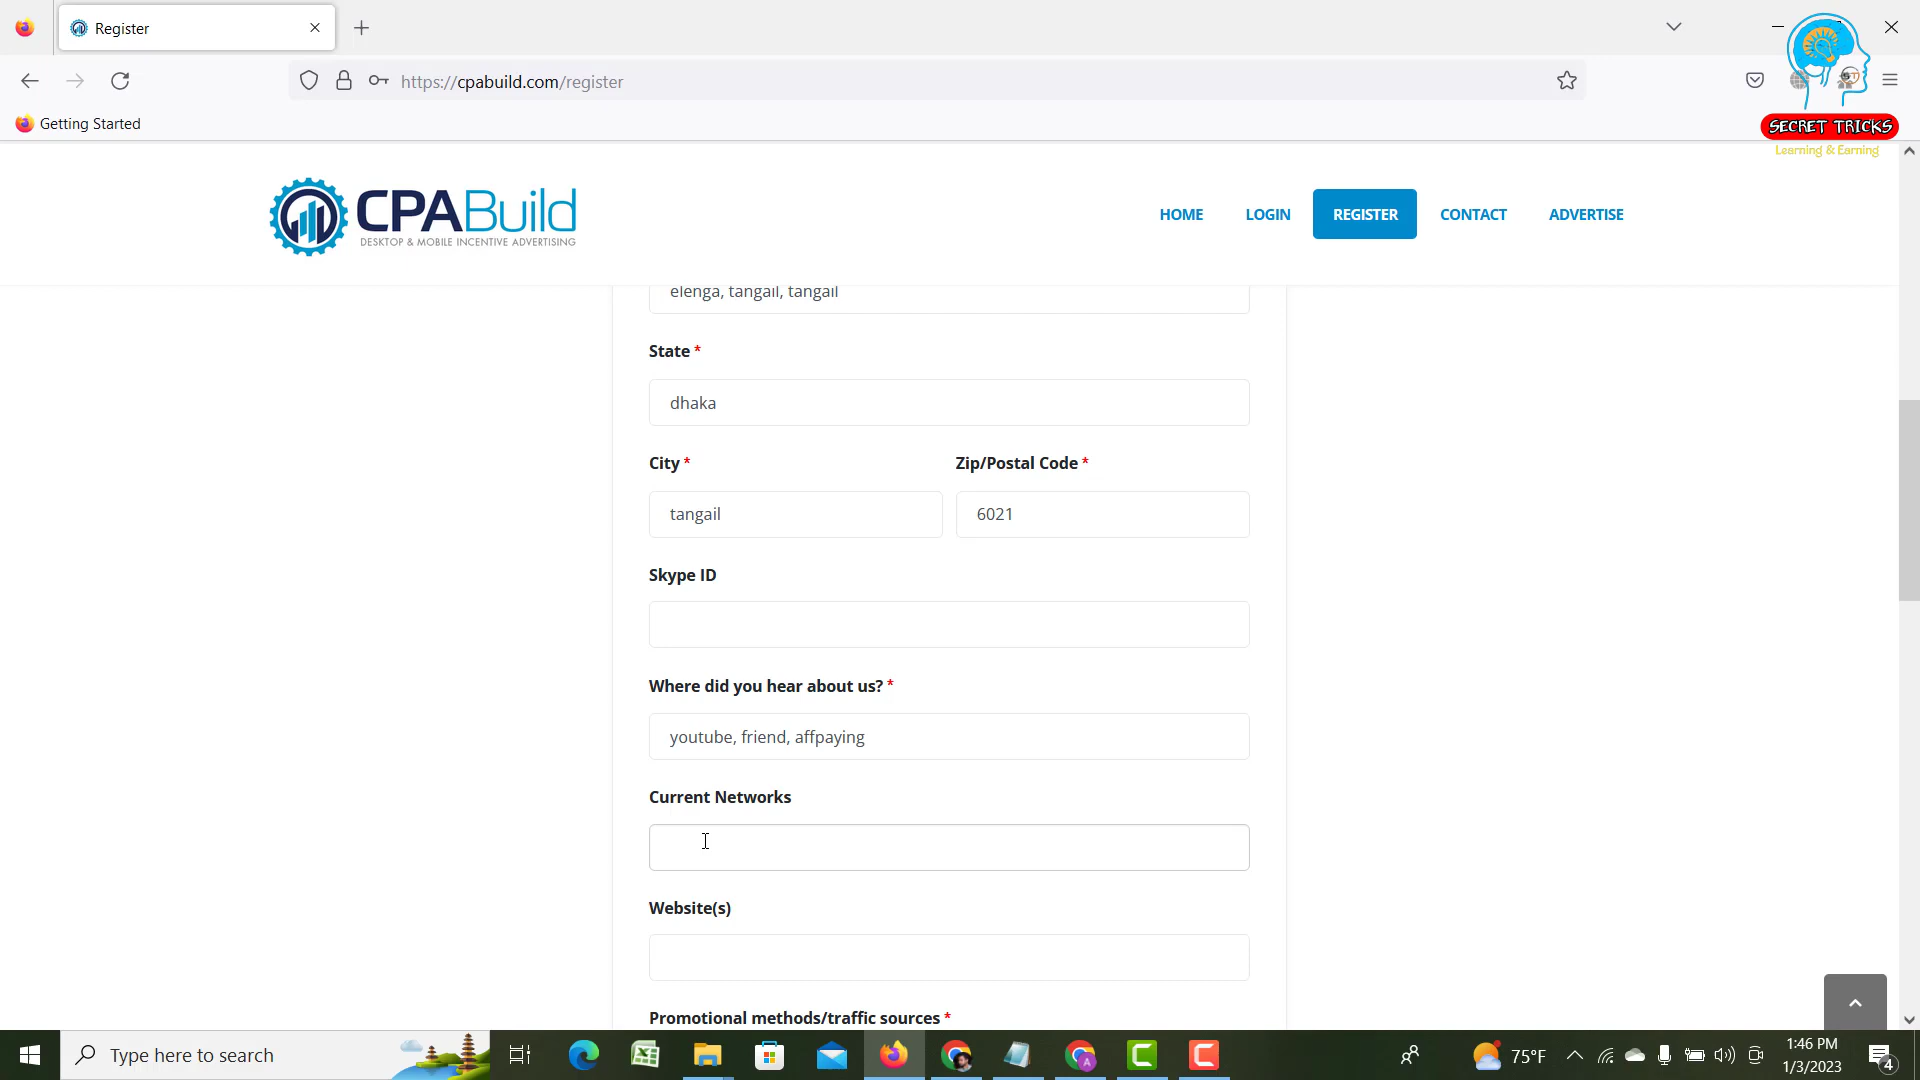 Register
https://cpabuild.com/register
Getting Started
SECRET TRICKS
Learning & Earning
CPABuild
DESKTOP & MOBILE INCENTIVE ADVERTISING
HOME
LOGIN
REGISTER
CONTACT
ADVERTISE
elenga, tangail, tangail
State *
dhaka
City *
Zip/Postal Code *
tangail
6021
Skype ID
Where did you hear about us? *
youtube, friend, affpaying
Current Networks
Website(s)
Promotional methods/traffic sources *
Type here to search
75°F
1:46 PM
1/3/2023
4